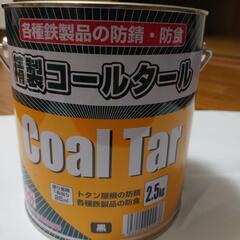 各種鉄製品の防錆・防食
精製コールタール
Coal Tar
トタン屋根の防錆
各種鉄製品の防食
2.5kg
黒